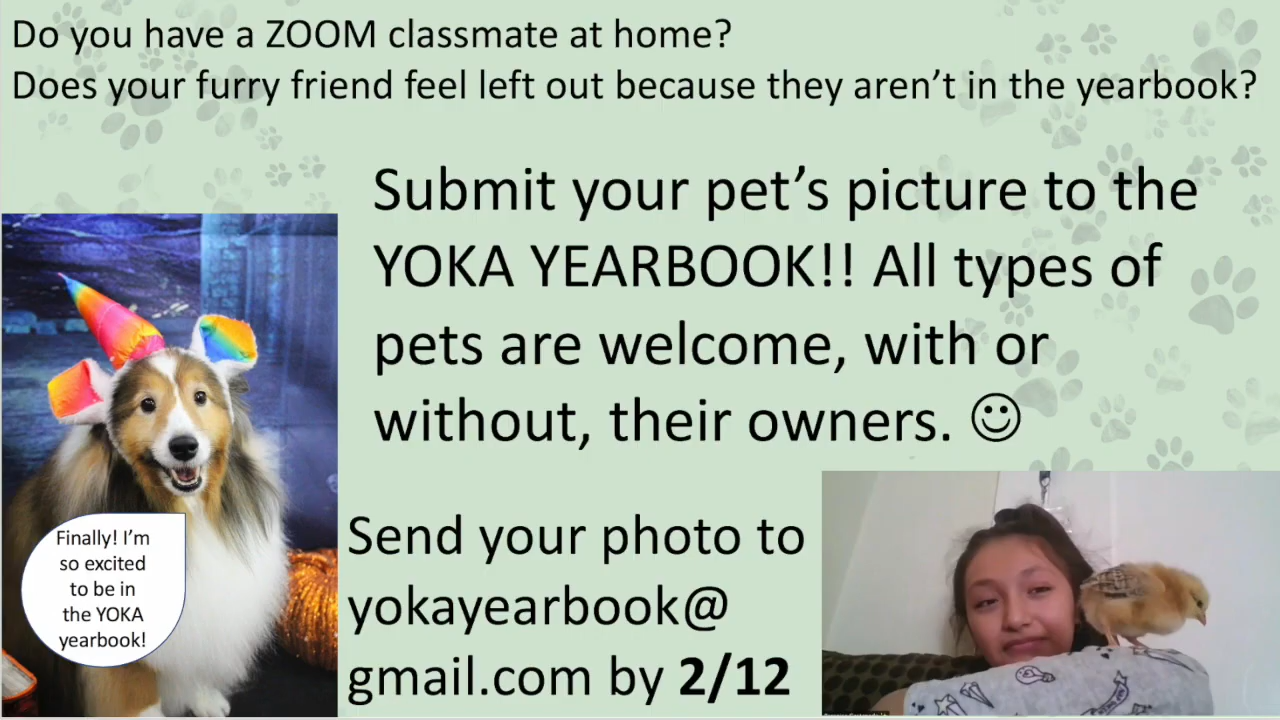 Do you have a ZOOM classmate at home?
Does your furry friend feel left out because they aren't in the yearbook?
Submit your pet's picture to the
YOKA YEARBOOK!! All types of
pets are welcome, with or
without, their owners. ☺
Finally! I'm
so excited
to be in
the YOKA
yearbook!
Send your photo to
yokayearbook@
gmail.com by 2/12